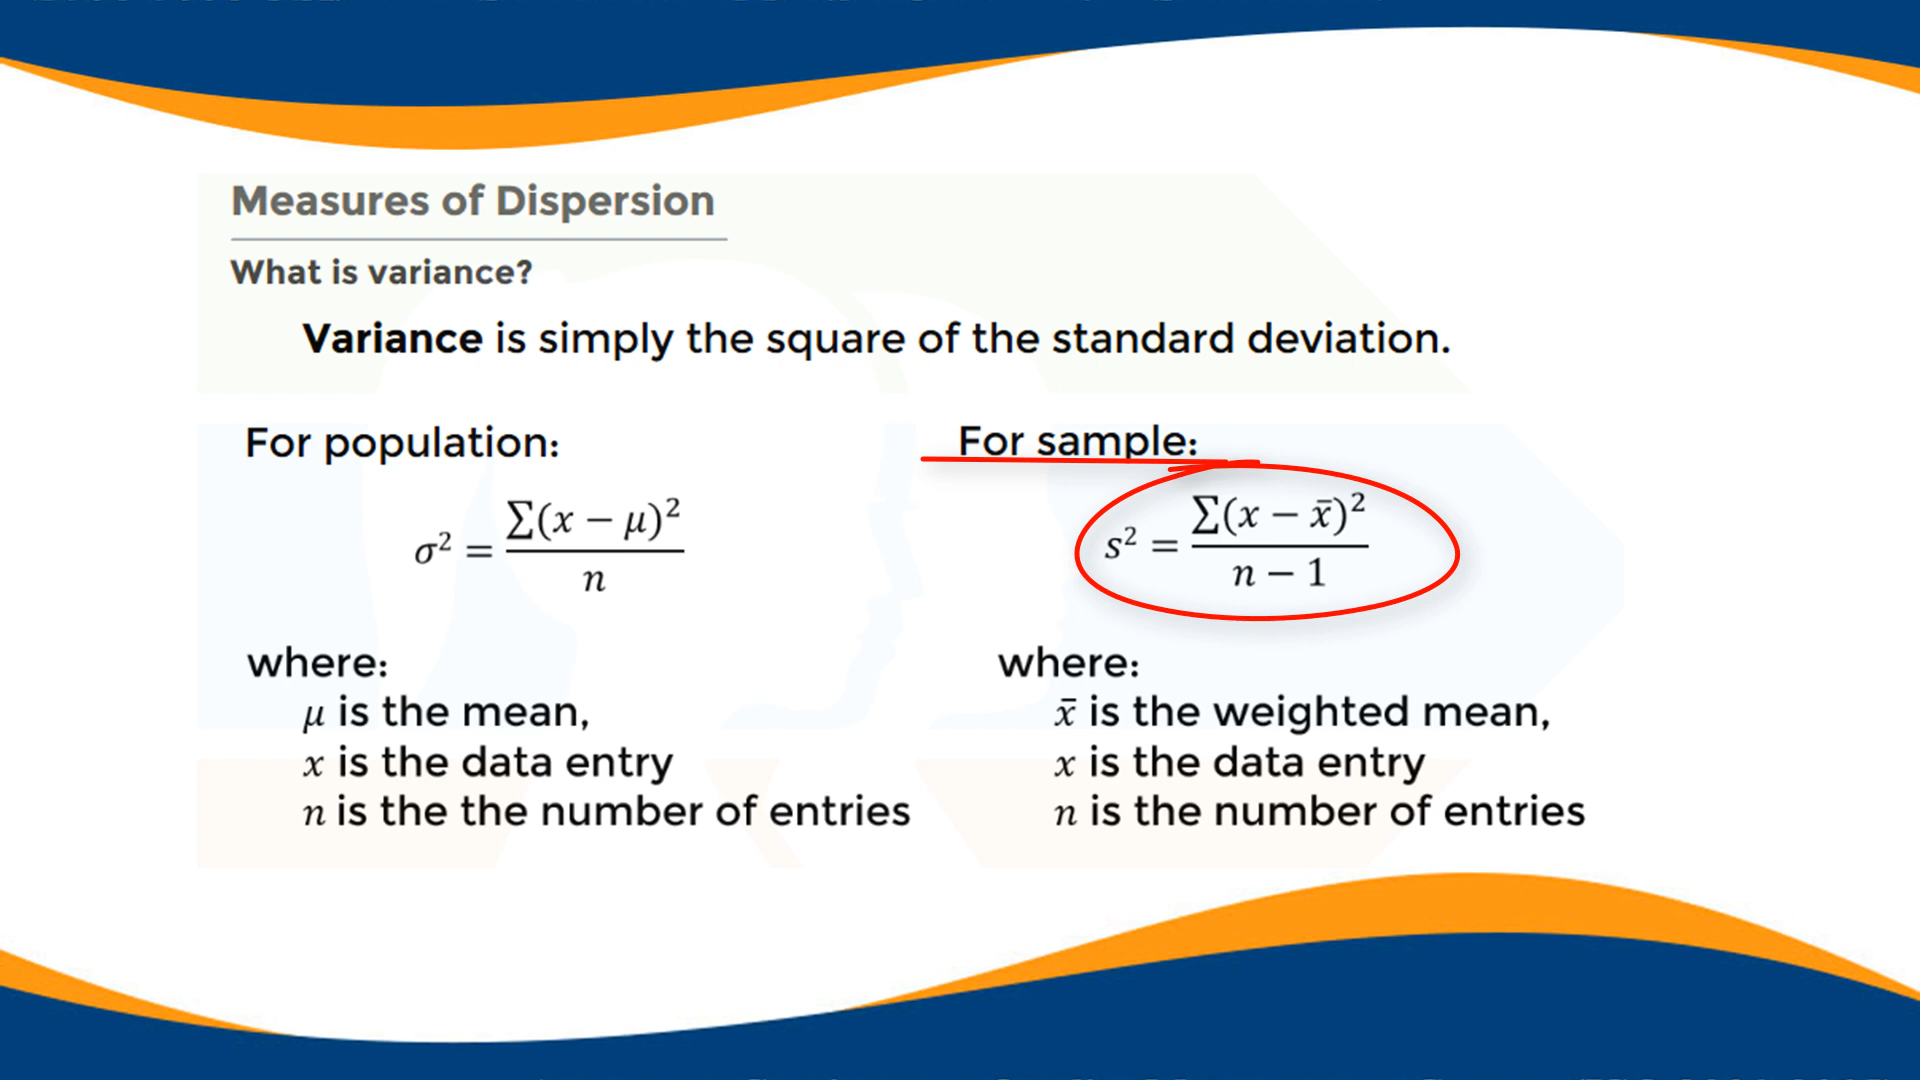 Measures of Dispersion
What is variance?
Variance is simply the square of the standard deviation.
For population:
σ² = ∑(x − μ)² / n
where:
μ is the mean,
x is the data entry
n is the the number of entries
For sample:
s² = ∑(x − x̄)² / n − 1
where:
x̄ is the weighted mean,
x is the data entry
n is the number of entries